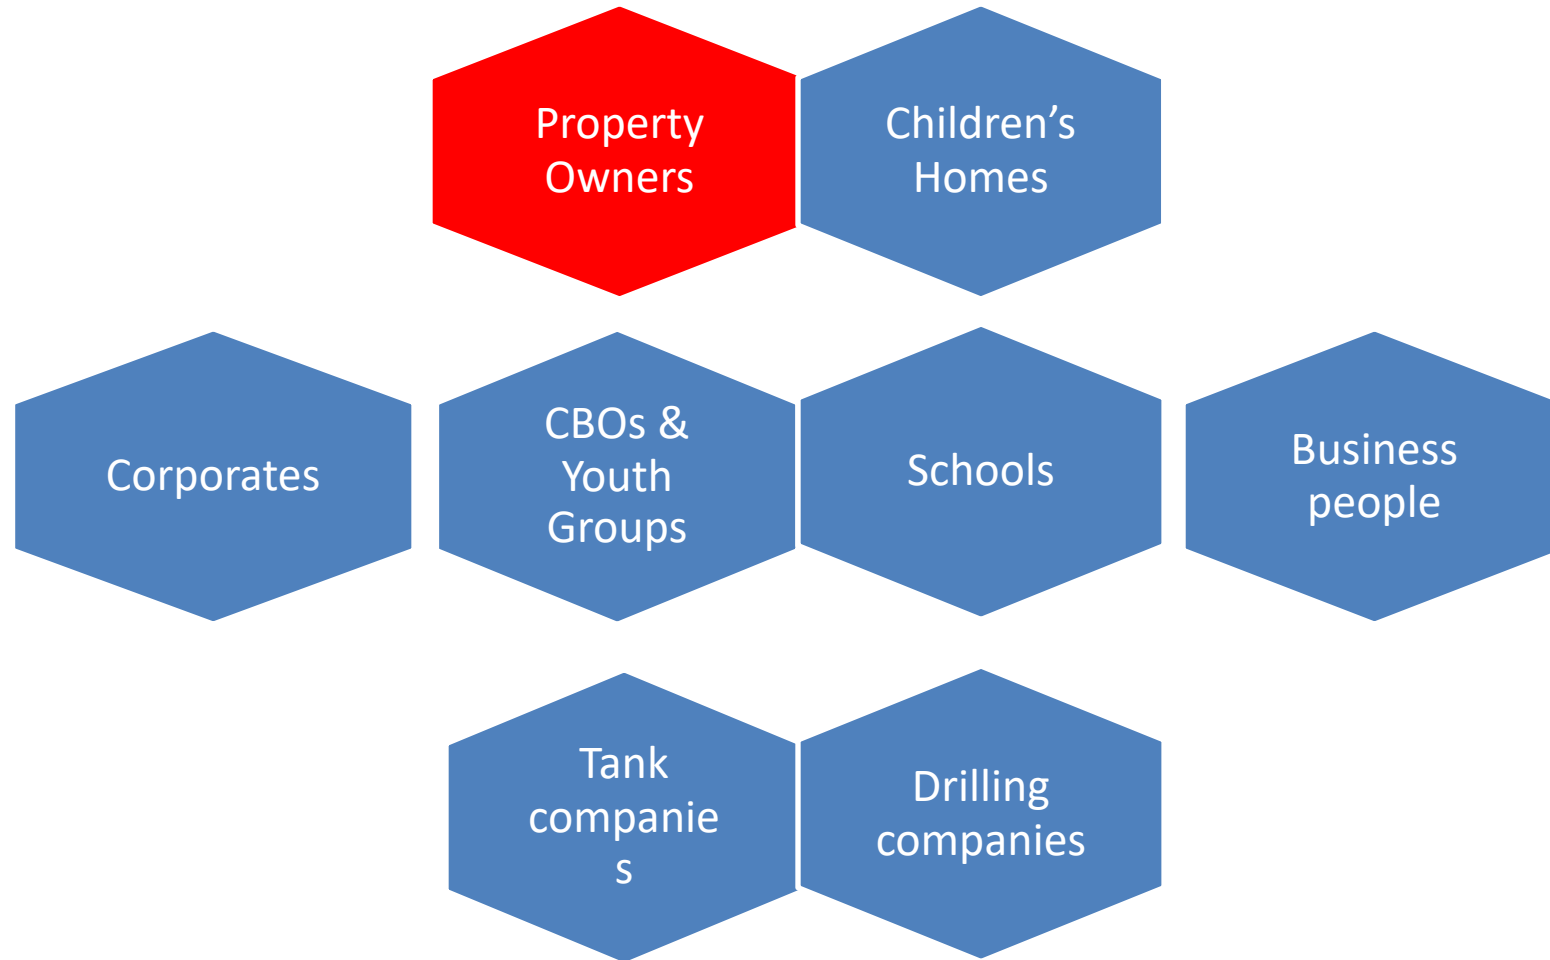 Property
Owners
Children’s
Homes
Corporates
CBOs &
Youth
Groups
Schools
Business
people
Tank
companie
s
Drilling
companies